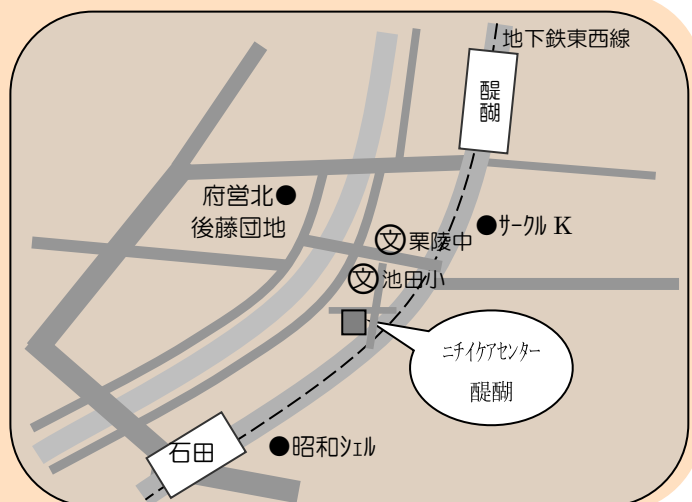 地下鉄東西線
醍醐
府営北●
後藤団地
●サークル K
文 栗陵中
文 池田小
ニチイケアセンター
醍醐
石田
●昭和シェル